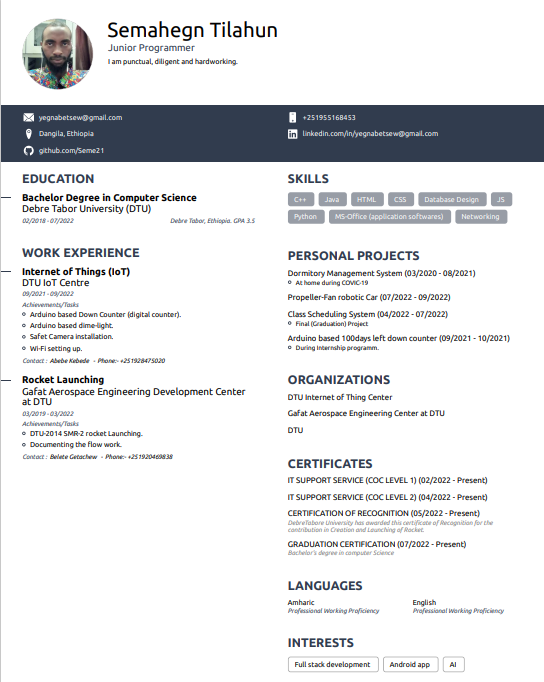 Semahegn Tilahun
Junior Programmer
I am punctual, diligent and hardworking.
yegnabetsew@gmail.com
+251955168453
Dangila, Ethiopia
linkedin.com/in/yegnabetsew@gmail.com
github.com/Seme21
EDUCATION
Bachelor Degree in Computer Science
Debre Tabor University (DTU)
02/2018 - 07/2022
Debre Tabor, Ethiopia. GPA 3.5
WORK EXPERIENCE
Internet of Things (IoT)
DTU IoT Centre
09/2021 - 09/2022
Achievements/Tasks
Arduino based Down Counter (digital counter).
Arduino based dime-light.
Safet Camera installation.
Wi-Fi setting up.
Contact : Abebe Kebede - Phone:- +251928475020
Rocket Launching
Gafat Aerospace Engineering Development Center
at DTU
03/2019 - 03/2022
Achievements/Tasks
DTU-2014 SMR-2 rocket Launching.
Documenting the flow work.
Contact : Belete Getachew - Phone:- +251920469838
SKILLS
C++ Java HTML CSS Database Design JS
Python MS-Office (application softwares) Networking
PERSONAL PROJECTS
Dormitory Management System (03/2020 - 08/2021)
At home during COVID-19
Propeller-Fan robotic Car (07/2022 - 09/2022)
Class Scheduling System (04/2022 - 07/2022)
Final (Graduation) Project
Arduino based 100days left down counter (09/2021 - 10/2021)
During Internship programm.
ORGANIZATIONS
DTU Internet of Thing Center
Gafat Aerospace Engineering Center at DTU
DTU
CERTIFICATES
IT SUPPORT SERVICE (COC LEVEL 1) (02/2022 - Present)
IT SUPPORT SERVICE (COC LEVEL 2) (04/2022 - Present)
CERTIFICATION OF RECOGNITION (05/2022 - Present)
DebreTabore University has awarded this certificate of Recognition for the
contribution in Creation and Launching of Rocket.
GRADUATION CERTIFICATION (07/2022 - Present)
Bachelor's degree in computer Science
LANGUAGES
Amharic
Professional Working Proficiency
English
Professional Working Proficiency
INTERESTS
Full stack development Android app AI